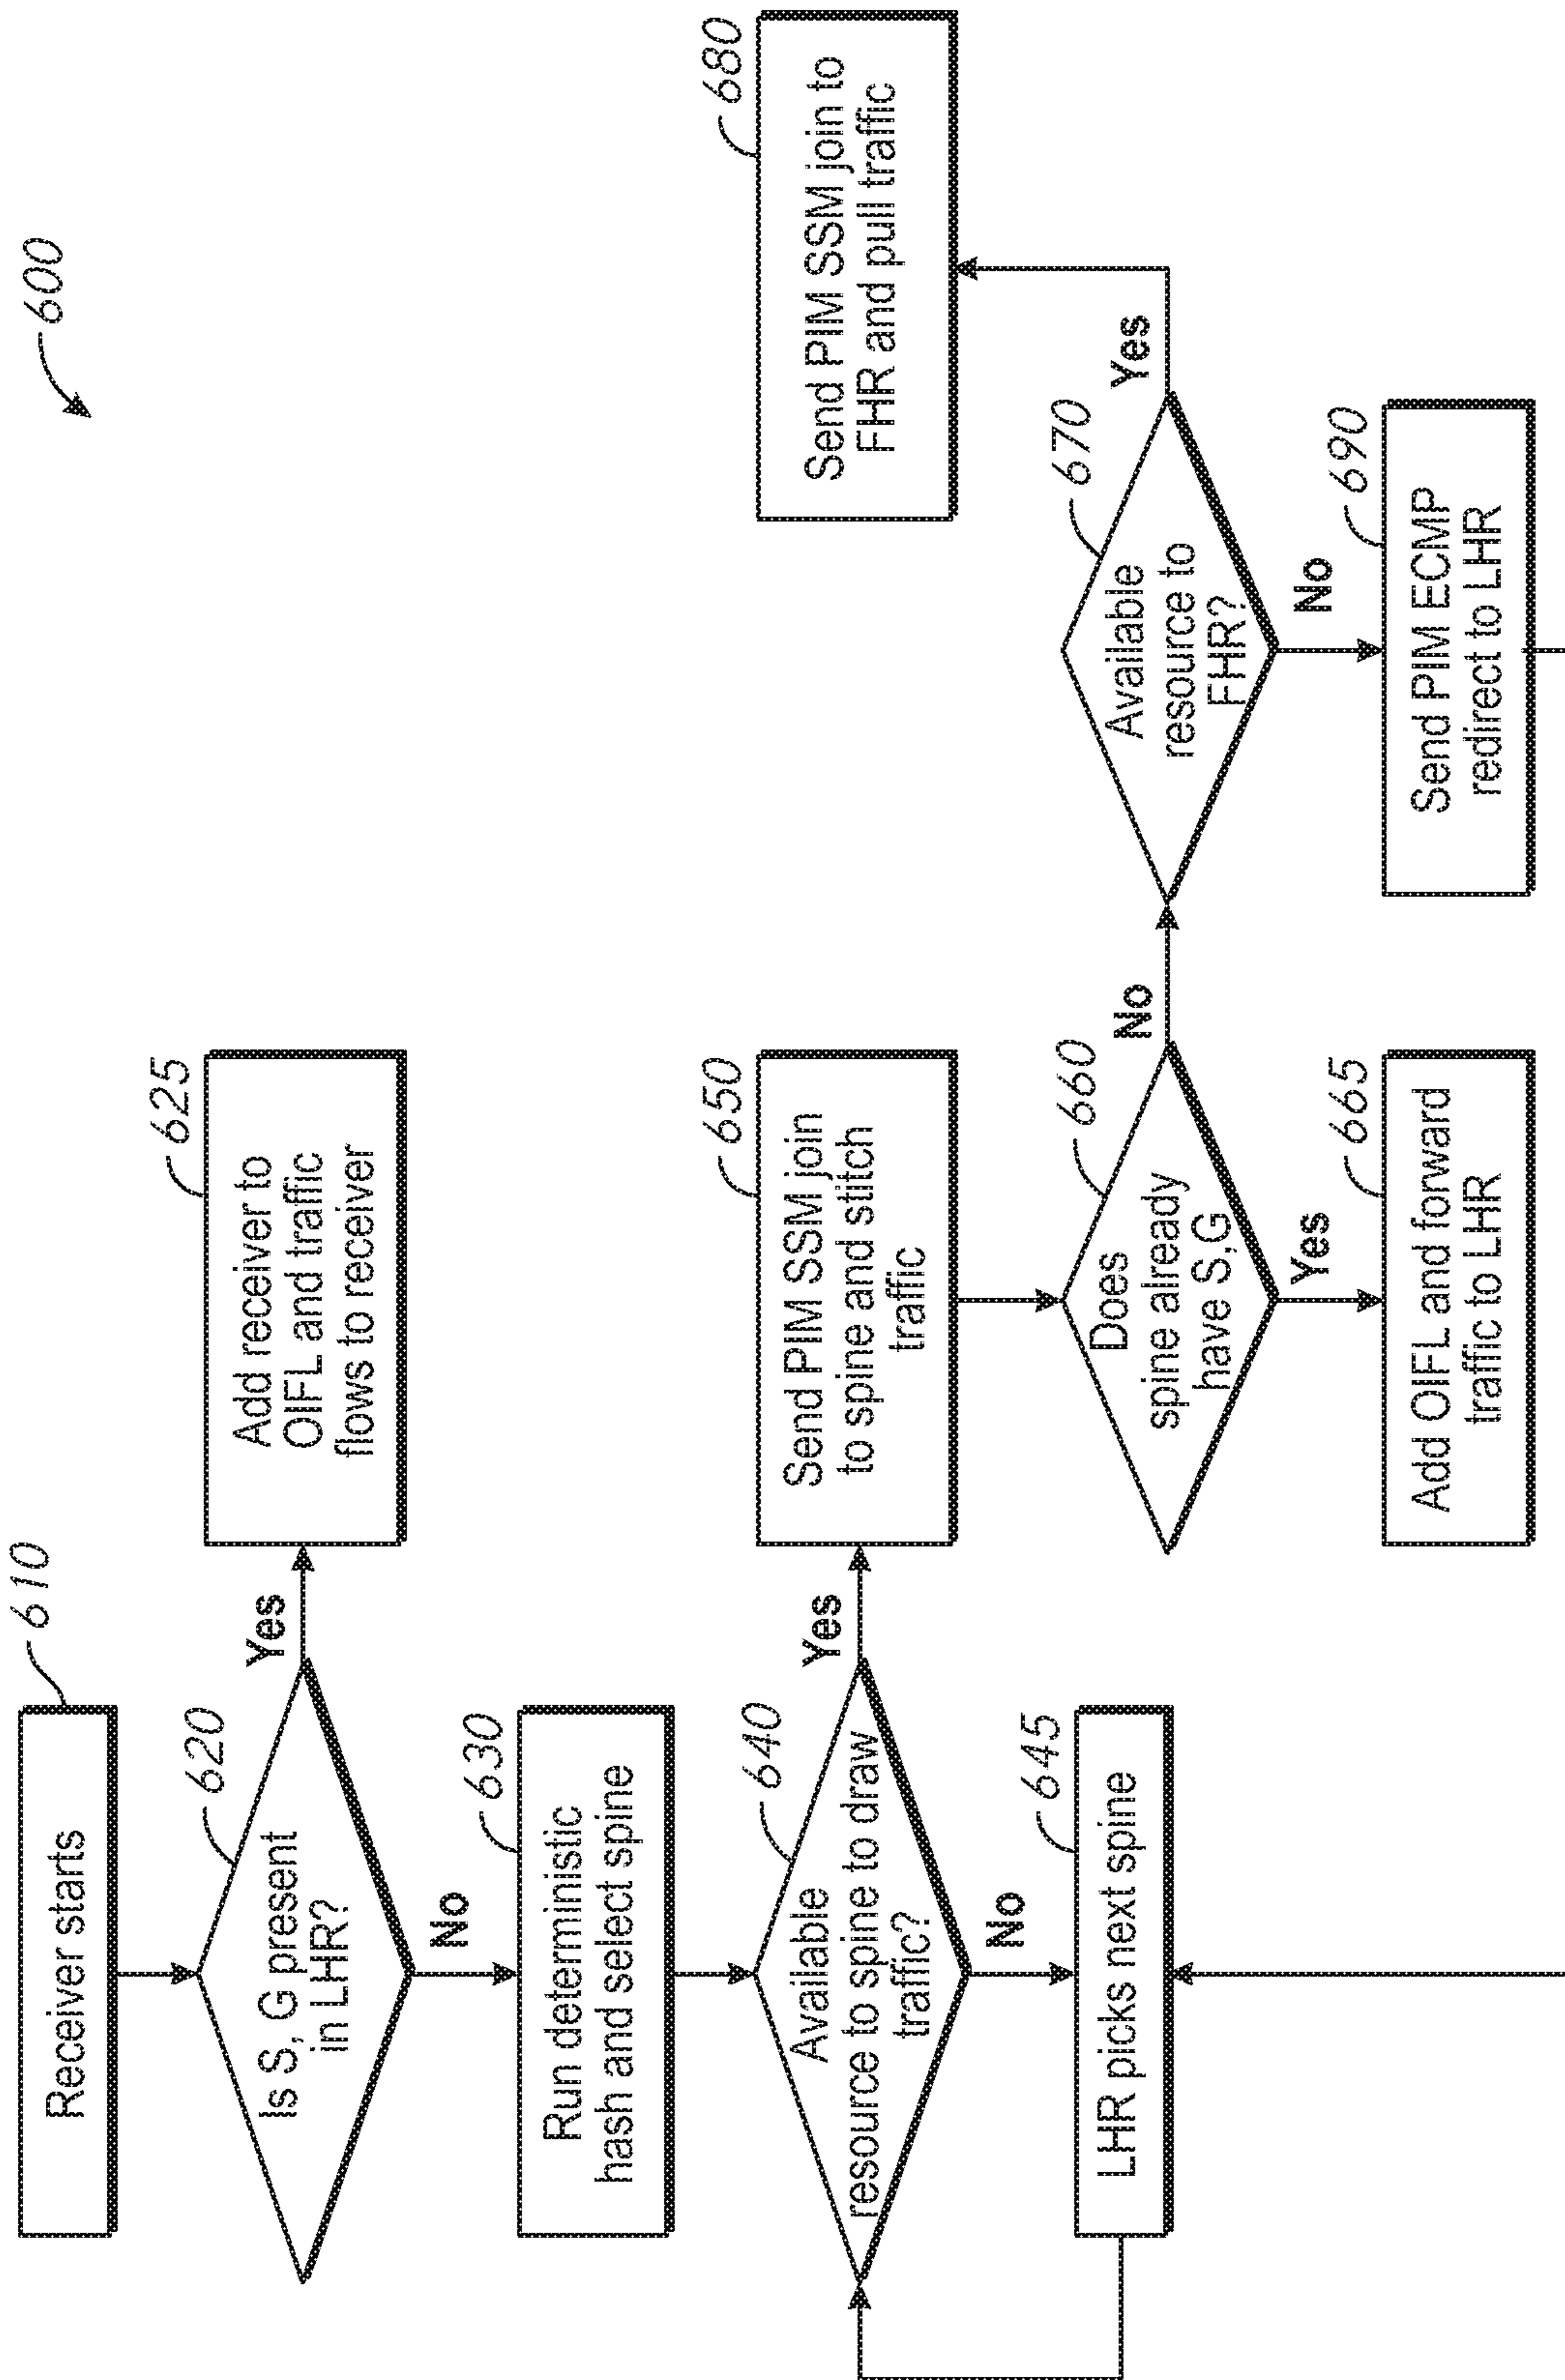 600
610
Receiver starts
620
Is S, G present
in LHR?
Yes
625
Add receiver to
OIFL and traffic
flows to receiver
No
630
Run deterministic
hash and select spine
640
Available
resource to spine to draw
traffic?
Yes
No
645
LHR picks next spine
650
Send PIM SSM join
to spine and stitch
traffic
660
Does
spine already
have S,G
No
Yes
665
Add OIFL and forward
traffic to LHR
670
Available
resource to
FHR?
Yes
No
680
Send PIM SSM join to
FHR and pull traffic
690
Send PIM ECMP
redirect to LHR